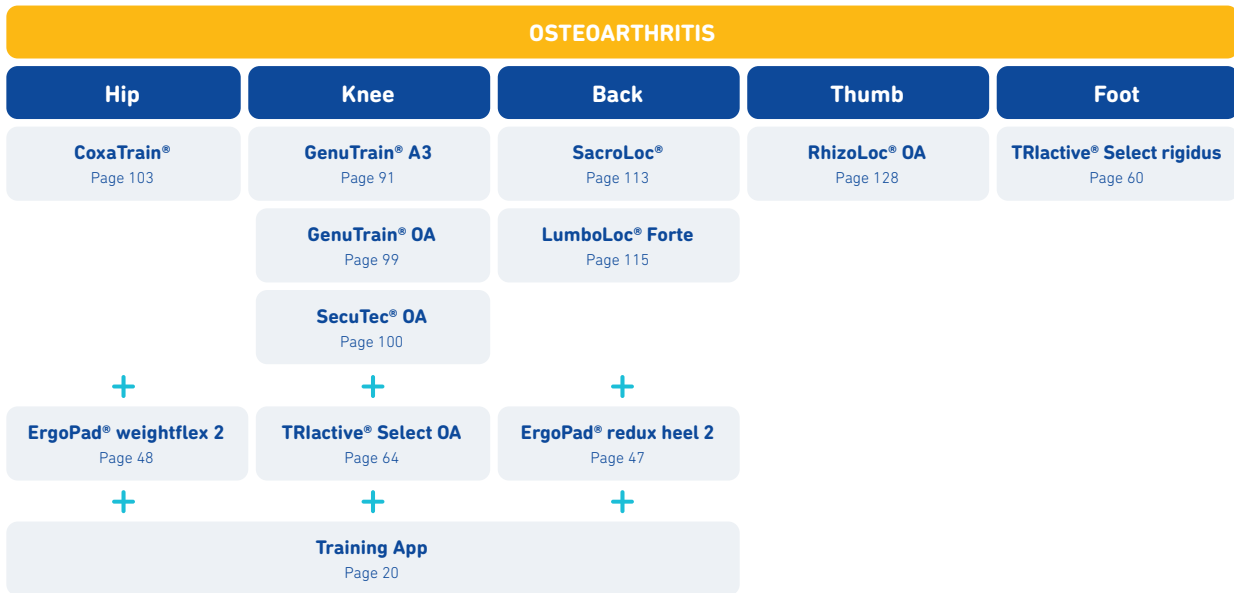 OSTEOARTHRITIS
Hip
Knee
Back
Thumb
Foot
CoxaTrain®
Page 103
GenuTrain® A3
Page 91
SacroLoc®
Page 113
RhizoLoc® OA
Page 128
TRIactive® Select rigidus
Page 60
GenuTrain® OA
Page 99
LumboLoc® Forte
Page 115
SecuTec® OA
Page 100
+
+
+
ErgoPad® weightflex 2
Page 48
TRIactive® Select OA
Page 64
ErgoPad® redux heel 2
Page 47
+
+
+
Training App
Page 20